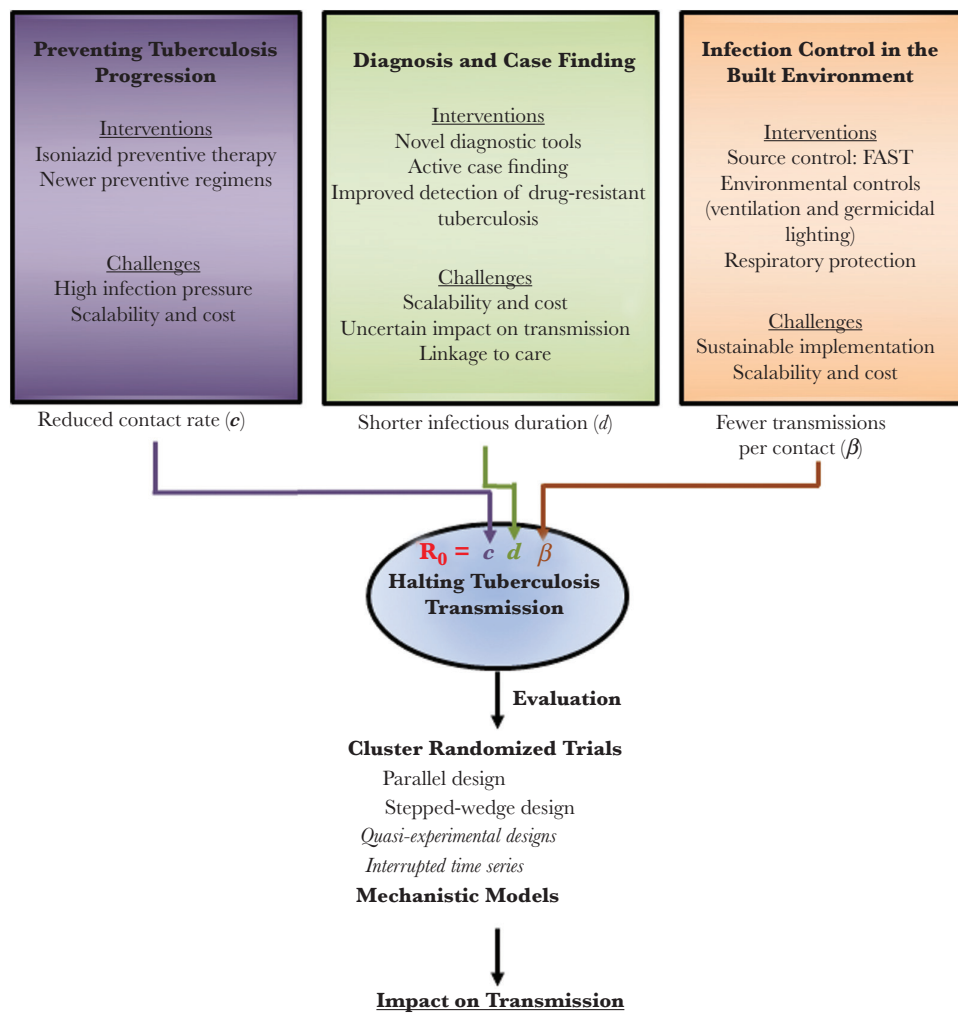 Preventing Tuberculosis
Progression
Interventions
Isoniazid preventive therapy
Newer preventive regimens
Challenges
High infection pressure
Scalability and cost
Diagnosis and Case Finding
Interventions
Novel diagnostic tools
Active case finding
Improved detection of drug-resistant
tuberculosis
Challenges
Scalability and cost
Uncertain impact on transmission
Linkage to care
Infection Control in the
Built Environment
Interventions
Source control: FAST
Environmental controls
(ventilation and germicidal
lighting)
Respiratory protection
Challenges
Sustainable implementation
Scalability and cost
Reduced contact rate (c)
Shorter infectious duration (d)
Fewer transmissions
per contact (β)
R₀ = c d β
Halting Tuberculosis
Transmission
Evaluation
Cluster Randomized Trials
Parallel design
Stepped-wedge design
Quasi-experimental designs
Interrupted time series
Mechanistic Models
Impact on Transmission